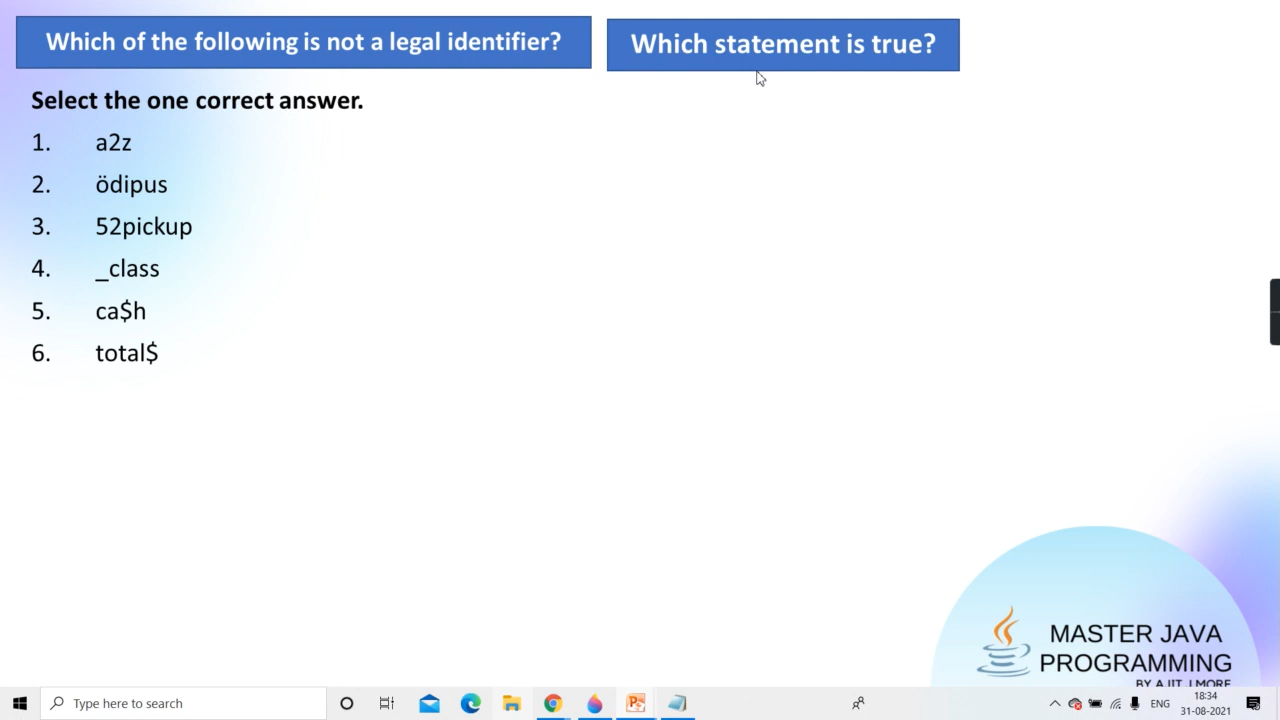 Which of the following is not a legal identifier?
Which statement is true?
Select the one correct answer.
1. a2z
2. ödipus
3. 52pickup
4. _class
5. ca$h
6. total$
MASTER JAVA
PROGRAMMING
BY AJIT J.MORE
Type here to search
ENG
18:34
31-08-2021